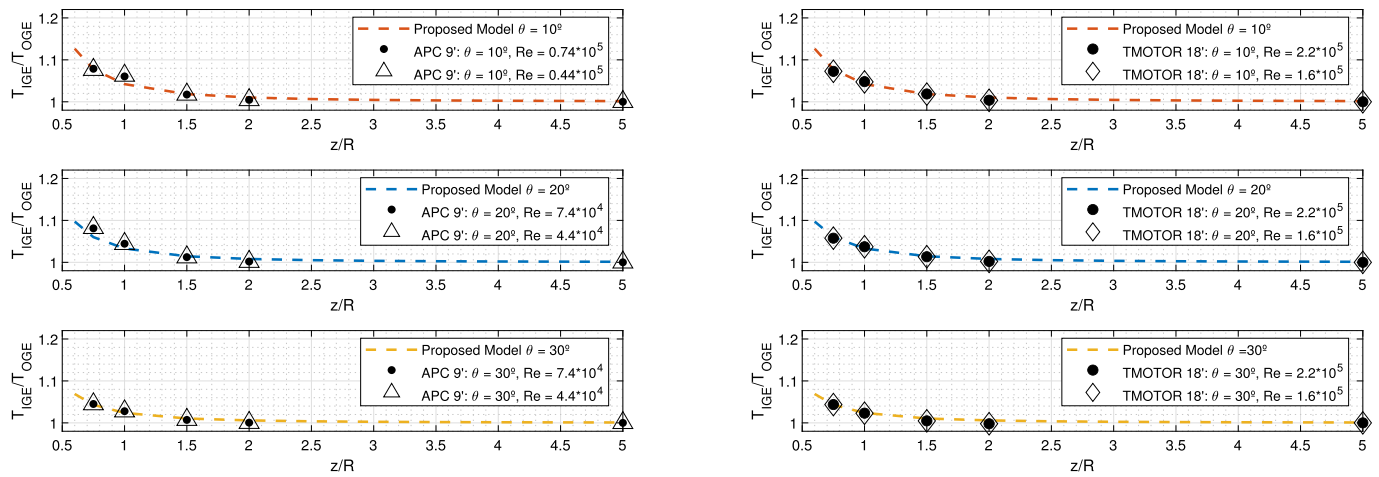 T_IGE/T_OGE
1.2
1.1
1
Proposed Model θ = 10º
APC 9': θ = 10º, Re = 0.74*10^5
APC 9': θ = 10º, Re = 0.44*10^5
0.5 1 1.5 2 2.5 3 3.5 4 4.5 5
z/R
T_IGE/T_OGE
1.2
1.1
1
Proposed Model θ = 10º
TMOTOR 18': θ = 10º, Re = 2.2*10^5
TMOTOR 18': θ = 10º, Re = 1.6*10^5
0.5 1 1.5 2 2.5 3 3.5 4 4.5 5
z/R
T_IGE/T_OGE
1.2
1.1
1
Proposed Model θ = 20º
APC 9': θ = 20º, Re = 7.4*10^4
APC 9': θ = 20º, Re = 4.4*10^4
0.5 1 1.5 2 2.5 3 3.5 4 4.5 5
z/R
T_IGE/T_OGE
1.2
1.1
1
Proposed Model θ = 20º
TMOTOR 18': θ = 20º, Re = 2.2*10^5
TMOTOR 18': θ = 20º, Re = 1.6*10^5
0.5 1 1.5 2 2.5 3 3.5 4 4.5 5
z/R
T_IGE/T_OGE
1.2
1.1
1
Proposed Model θ = 30º
APC 9': θ = 30º, Re = 7.4*10^4
APC 9': θ = 30º, Re = 4.4*10^4
0.5 1 1.5 2 2.5 3 3.5 4 4.5 5
z/R
T_IGE/T_OGE
1.2
1.1
1
Proposed Model θ =30º
TMOTOR 18': θ = 30º, Re = 2.2*10^5
TMOTOR 18': θ = 30º, Re = 1.6*10^5
0.5 1 1.5 2 2.5 3 3.5 4 4.5 5
z/R